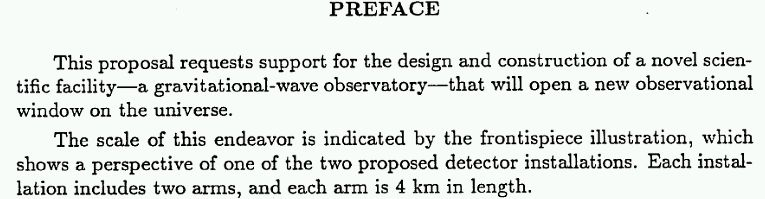 PREFACE
This proposal requests support for the design and construction of a novel scien-
tific facility—a gravitational-wave observatory—that will open a new observational
window on the universe.
The scale of this endeavor is indicated by the frontispiece illustration, which
shows a perspective of one of the two proposed detector installations. Each instal-
lation includes two arms, and each arm is 4 km in length.